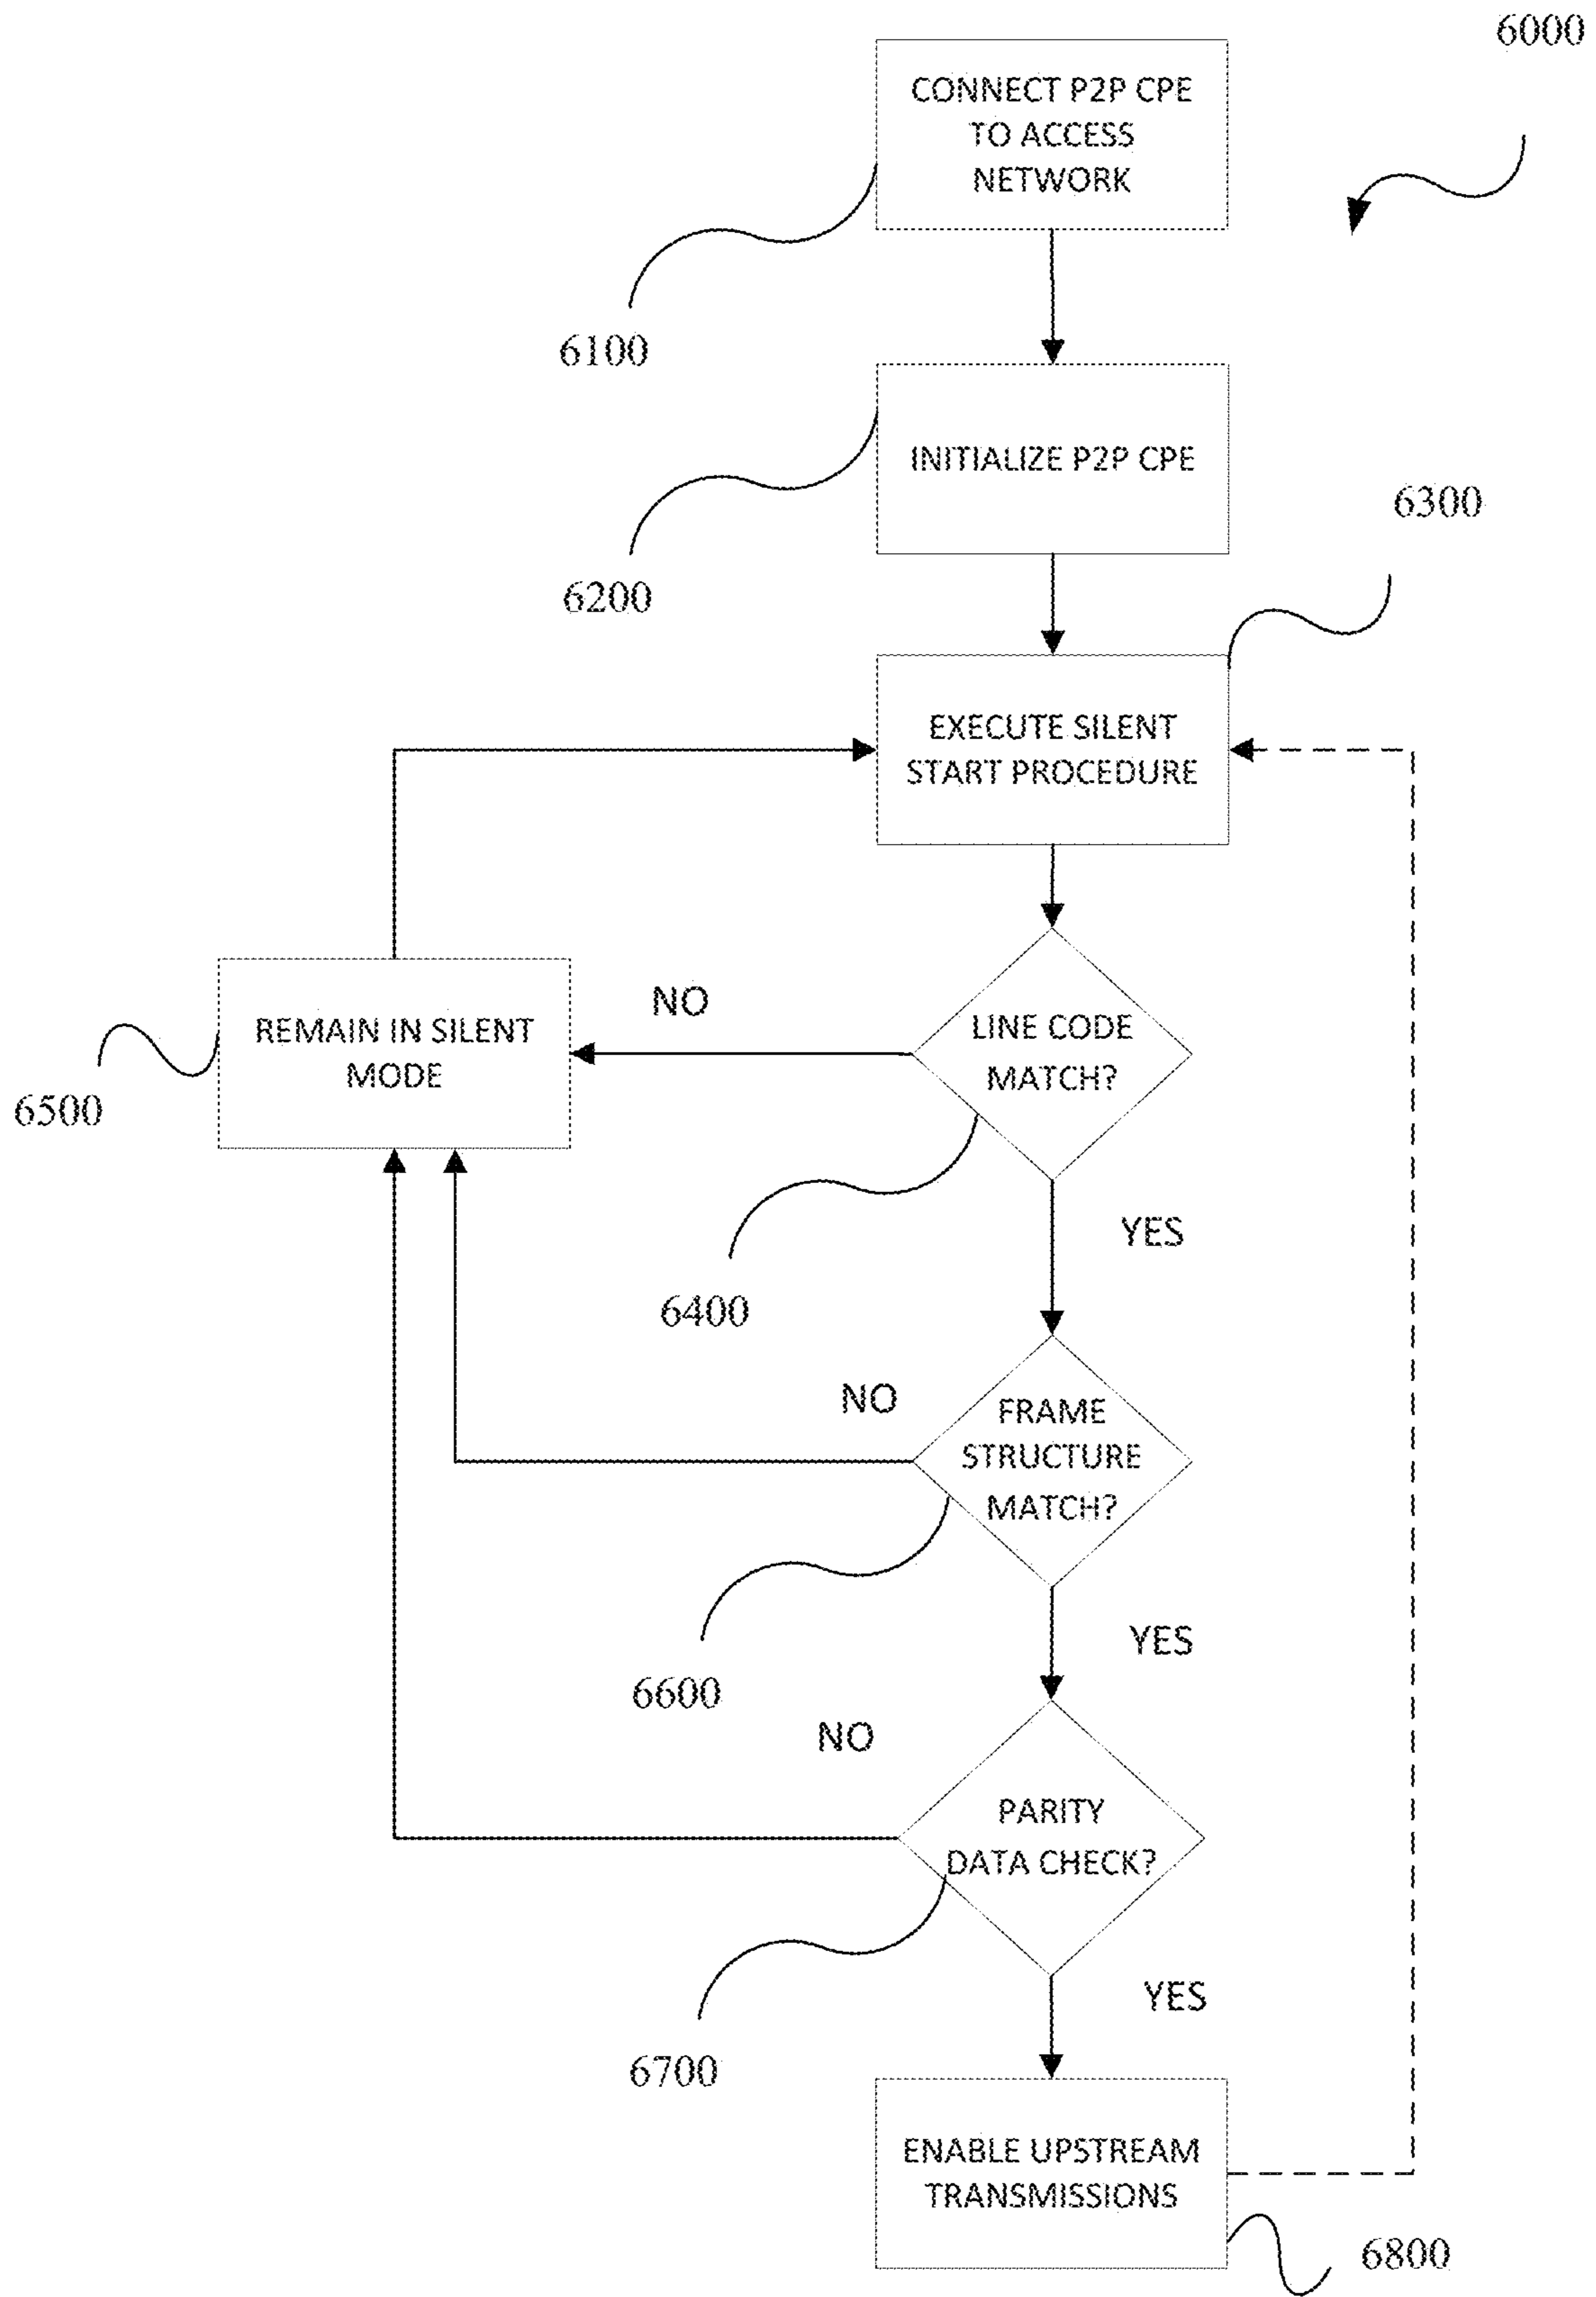 6000
CONNECT P2P CPE
TO ACCESS
NETWORK
6100
INITIALIZE P2P CPE
6200
6300
EXECUTE SILENT
START PROCEDURE
REMAIN IN SILENT
MODE
6500
NO
LINE CODE
MATCH?
6400
YES
NO
FRAME
STRUCTURE
MATCH?
6600
YES
NO
PARITY
DATA CHECK?
6700
YES
ENABLE UPSTREAM
TRANSMISSIONS
6800